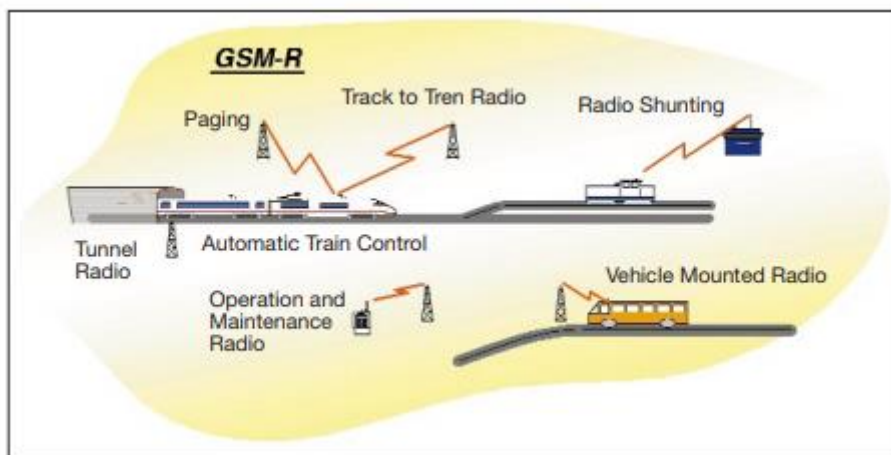 GSM-R
Track to Tren Radio
Radio Shunting
Paging
Tunnel
Radio
Automatic Train Control
Vehicle Mounted Radio
Operation and
Maintenance
Radio